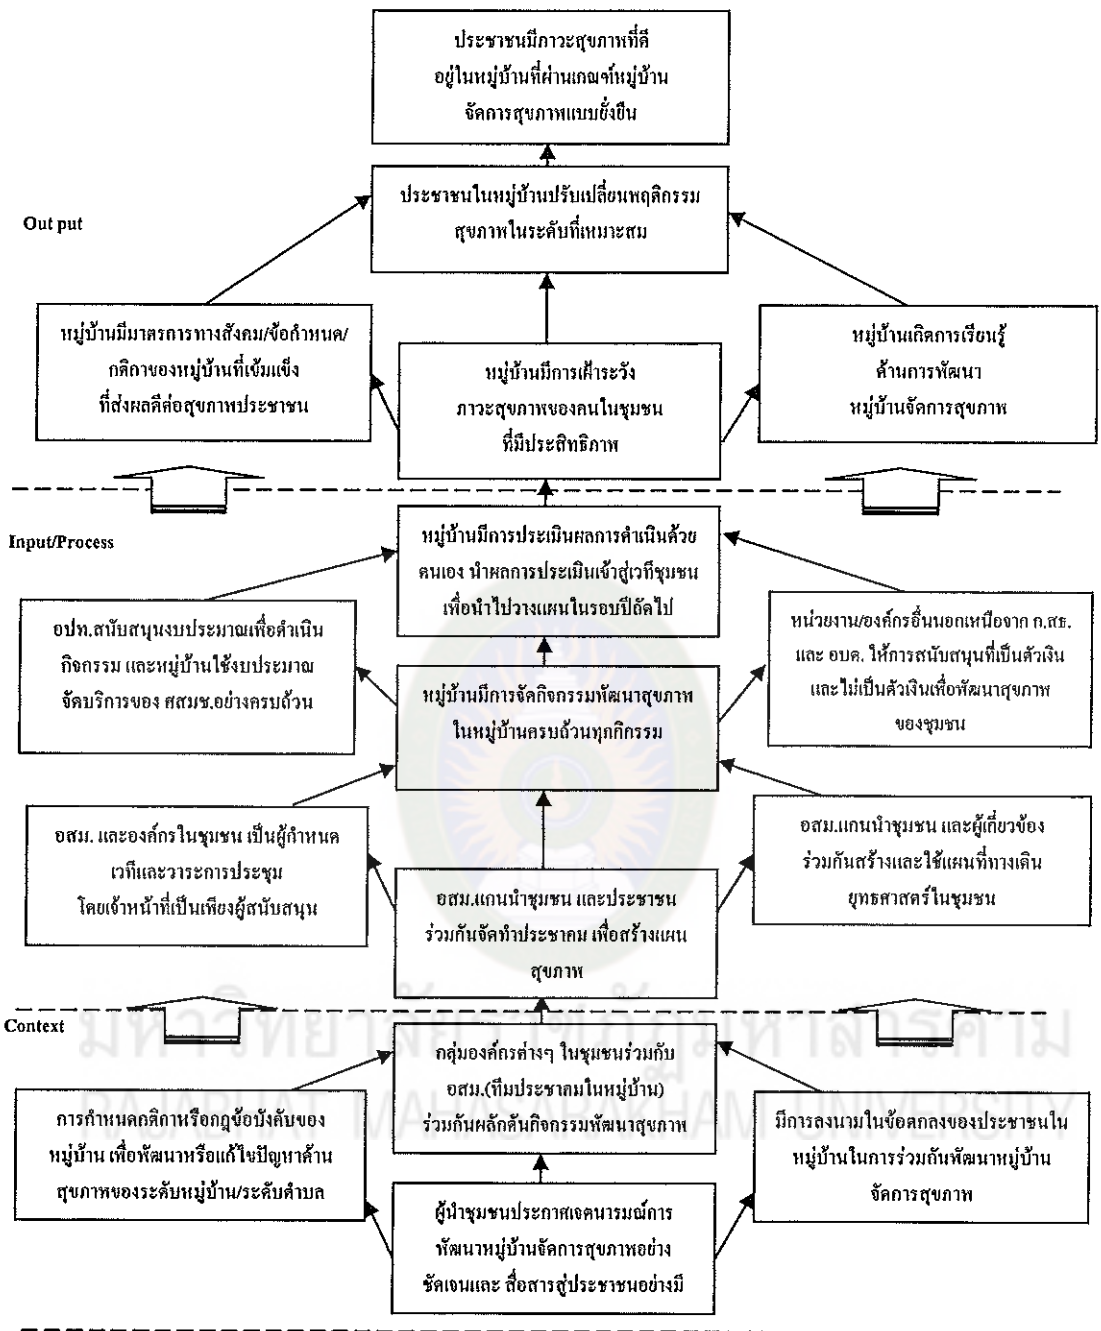 ประชาชนมีภาวะสุขภาพที่ดี
อยู่ในหมู่บ้านที่ผ่านเกณฑ์หมู่บ้าน
จัดการสุขภาพแบบยั่งยืน
ประชาชนในหมู่บ้านปรับเปลี่ยนพฤติกรรม
สุขภาพในระดับที่เหมาะสม
Out put
หมู่บ้านมีมาตรการทางสังคม/ข้อกำหนด/
กติกาของหมู่บ้านที่เข้มแข็ง
ที่ส่งผลดีต่อสุขภาพประชาชน
หมู่บ้านมีการเฝ้าระวัง
ภาวะสุขภาพของคนในชุมชน
ที่มีประสิทธิภาพ
หมู่บ้านเกิดการเรียนรู้
ด้านการพัฒนา
หมู่บ้านจัดการสุขภาพ
Input/Process
หมู่บ้านมีการประเมินผลการดำเนินด้วย
ตนเอง นำผลการประเมินเข้าสู่เวทีชุมชน
เพื่อนำไปวางแผนในรอบปีถัดไป
อปท.สนับสนุนงบประมาณเพื่อดำเนิน
กิจกรรม และหมู่บ้านใช้งบประมาณ
จัดบริการของ ศสมช.อย่างครบถ้วน
หมู่บ้านมีการจัดกิจกรรมพัฒนาสุขภาพ
ในหมู่บ้านครบถ้วนทุกกิกรรม
หน่วยงาน/องค์กรอื่นนอกเหนือจาก ก.สธ.
และ อบต. ให้การสนับสนุนที่เป็นตัวเงิน
และไม่เป็นตัวเงินเพื่อพัฒนาสุขภาพ
ของชุมชน
อสม. และองค์กรในชุมชน เป็นผู้กำหนด
เวทีและวาระการประชุม
โดยเจ้าหน้าที่เป็นเพียงผู้สนับสนุน
อสม.แกนนำชุมชน และประชาชน
ร่วมกันจัดทำประชาคม เพื่อสร้างแผน
สุขภาพ
อสม.แกนนำชุมชน และผู้เกี่ยวข้อง
ร่วมกันสร้างและใช้แผนที่ทางเดิน
ยุทธศาสตร์ในชุมชน
มหาวิทยาลัยราชภัฏมหาสารคาม
RAJABHAT MAHASARAKHAM UNIVERSITY
Context
กลุ่มองค์กรต่างๆ ในชุมชนร่วมกับ
อสม.(ทีมประชาคมในหมู่บ้าน)
ร่วมกันผลักดันกิจกรรมพัฒนาสุขภาพ
การกำหนดกติกาหรือกฎข้อบังคับของ
หมู่บ้าน เพื่อพัฒนาหรือแก้ไขปัญหาด้าน
สุขภาพของระดับหมู่บ้าน/ระดับตำบล
มีการลงนามในข้อตกลงของประชาชนใน
หมู่บ้านในการร่วมกันพัฒนาหมู่บ้าน
จัดการสุขภาพ
ผู้นำชุมชนประกาศเจตนารมณ์การ
พัฒนาหมู่บ้านจัดการสุขภาพอย่าง
ชัดเจนและ สื่อสารสู่ประชาชนอย่างมี